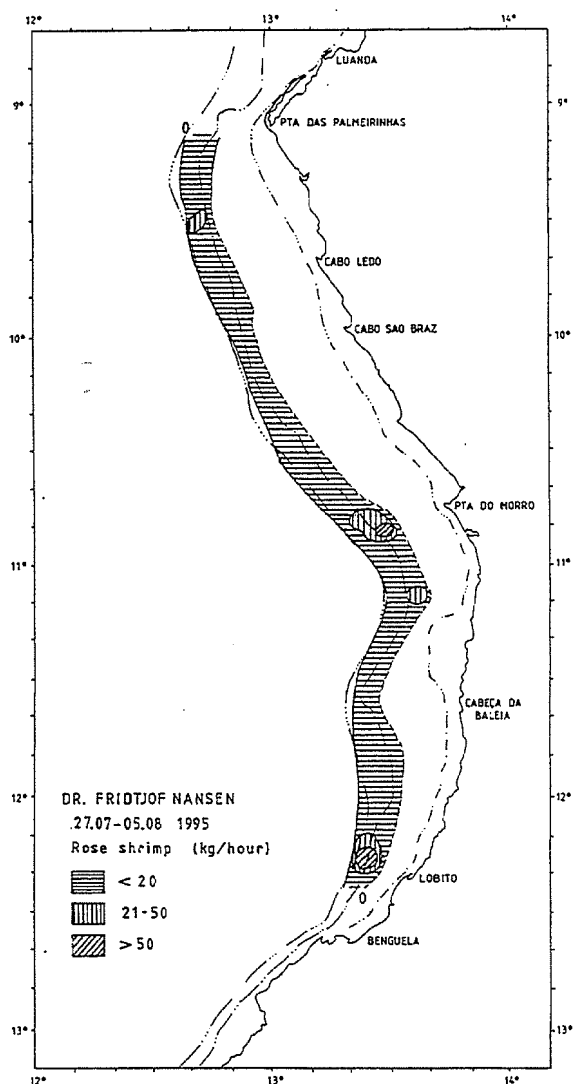 12°
13°
14°
LUANDA
9°
9°
0
PTA DAS PALMEIRINHAS
CABO LEDO
10°
CABO SAO BRAZ
10°
PTA DO MORRO
11°
11°
CABEÇA DA
BALEIA
12°
12°
DR. FRIDTJOF NANSEN
27.07-05.08 1995
Rose shrimp (kg/hour)
< 20
21-50
> 50
LOBITO
0
BENGUELA
13°
13°
12°
13°
14°